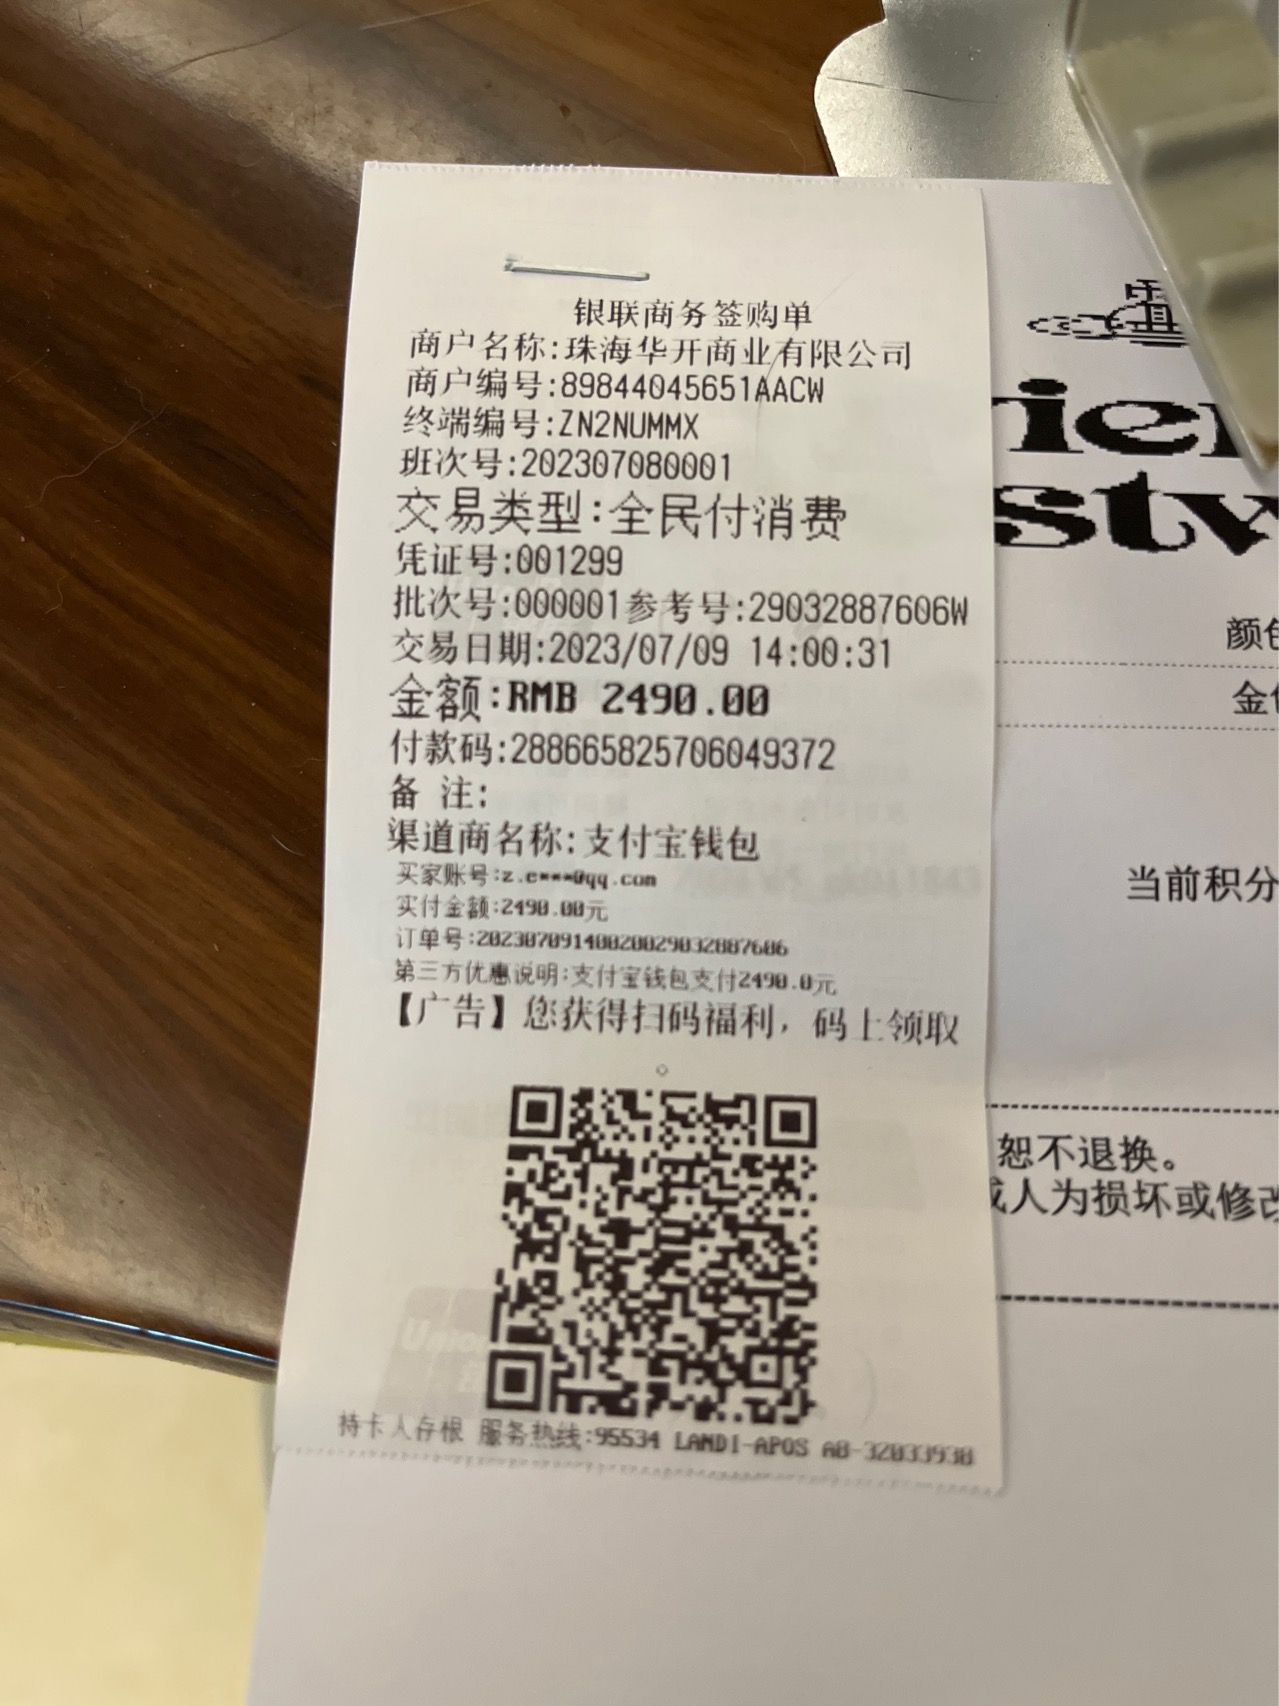 银联商务签购单
商户名称:珠海华开商业有限公司
商户编号:89844045651AACW
终端编号:ZN2NUMMX
班次号:202307080001
交易类型:全民付消费
凭证号:001299
批次号:000001参考号:29032887606W
交易日期:2023/07/09 14:00:31
金额:RMB 2490.00
付款码:288665825706049372
备 注:
渠道商名称:支付宝钱包
买家账号:z.c***@qq.com
实付金额:2490.00元
订单号:20230709140020029032887606
第三方优惠说明:支付宝钱包支付2490.0元
【广告】您获得扫码福利，码上领取
持卡人存根 服务热线:95534 LANDI-APOS A8-32033938
颜色
当前积分
恕不退换。
人为损坏或修改